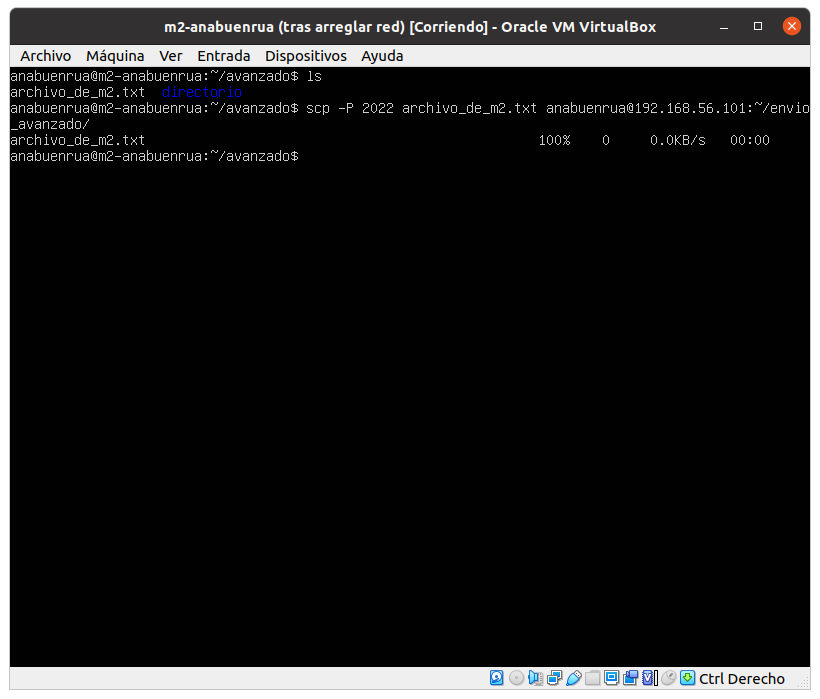 m2-anabuenrua (tras arreglar red) [Corriendo] - Oracle VM VirtualBox
Archivo Máquina Ver Entrada Dispositivos Ayuda
anabuenrua@m2-anabuenrua:~/avanzado$ ls
archivo_de_m2.txt directorio
anabuenrua@m2-anabuenrua:~/avanzado$ scp -P 2022 archivo_de_m2.txt anabuenrua@192.168.56.101:~/envio
_avanzado/
archivo_de_m2.txt 100% 0 0.0KB/s 00:00
anabuenrua@m2-anabuenrua:~/avanzado$
Ctrl Derecho